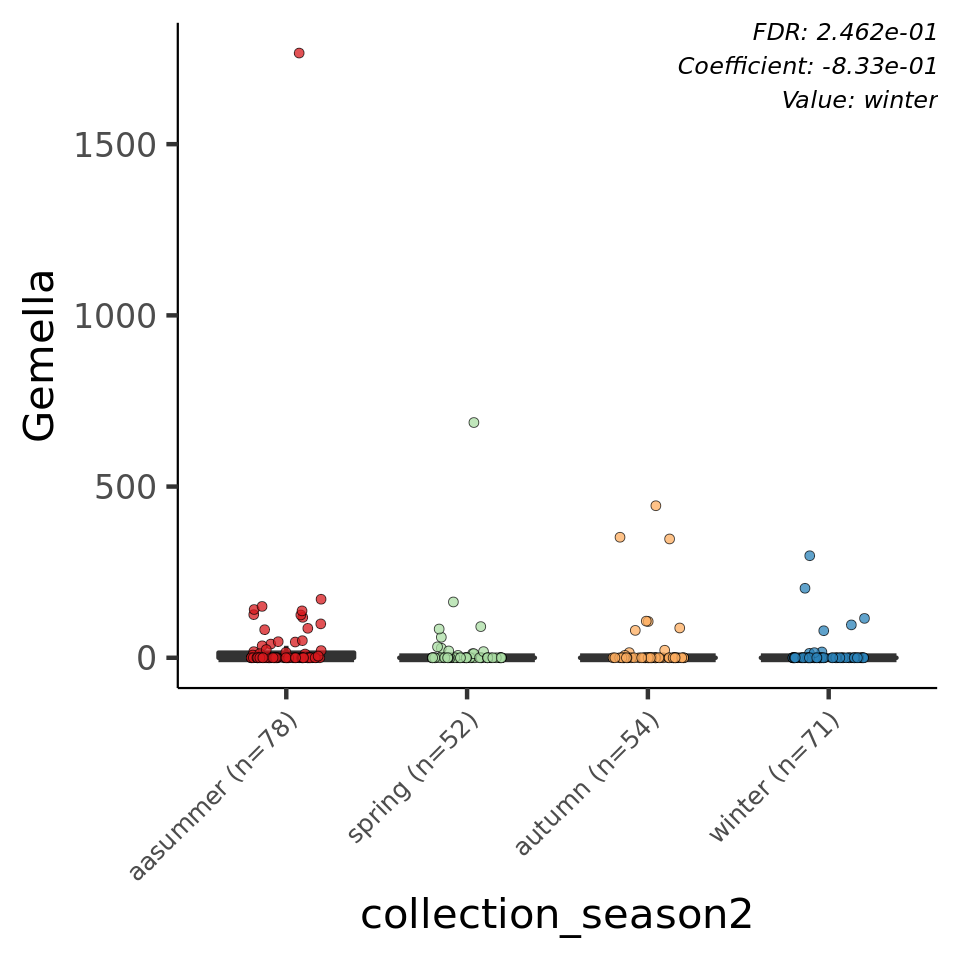 FDR: 2.462e-01
Coefficient: -8.33e-01
Value: winter
Gemella
1500
1000
500
0
aasummer (n=78)
spring (n=52)
autumn (n=54)
winter (n=71)
collection_season2